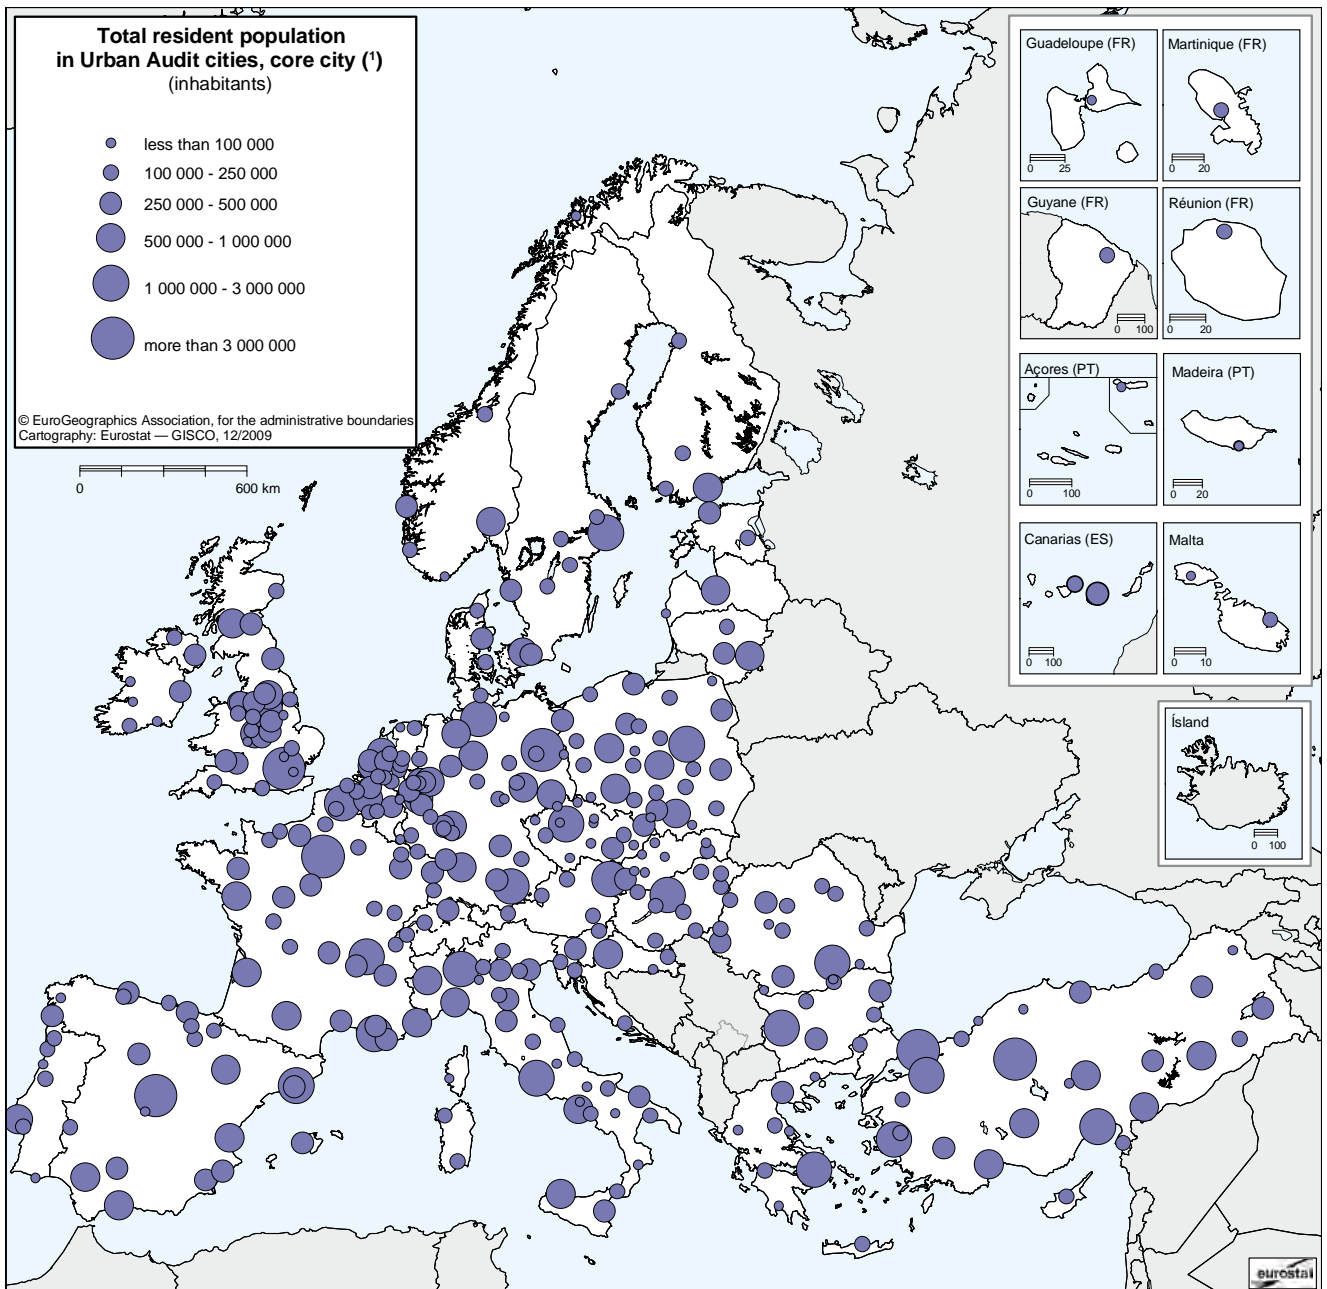 Total resident population
in Urban Audit cities, core city (¹)
(inhabitants)
less than 100 000
100 000 - 250 000
250 000 - 500 000
500 000 - 1 000 000
1 000 000 - 3 000 000
more than 3 000 000
© EuroGeographics Association, for the administrative boundaries
Cartography: Eurostat — GISCO, 12/2009
0 600 km
Guadeloupe (FR)
0 25
Martinique (FR)
0 20
Guyane (FR)
0 100
Réunion (FR)
0 20
Açores (PT)
0 100
Madeira (PT)
0 20
Canarias (ES)
0 100
Malta
0 10
Ísland
0 100
eurostat